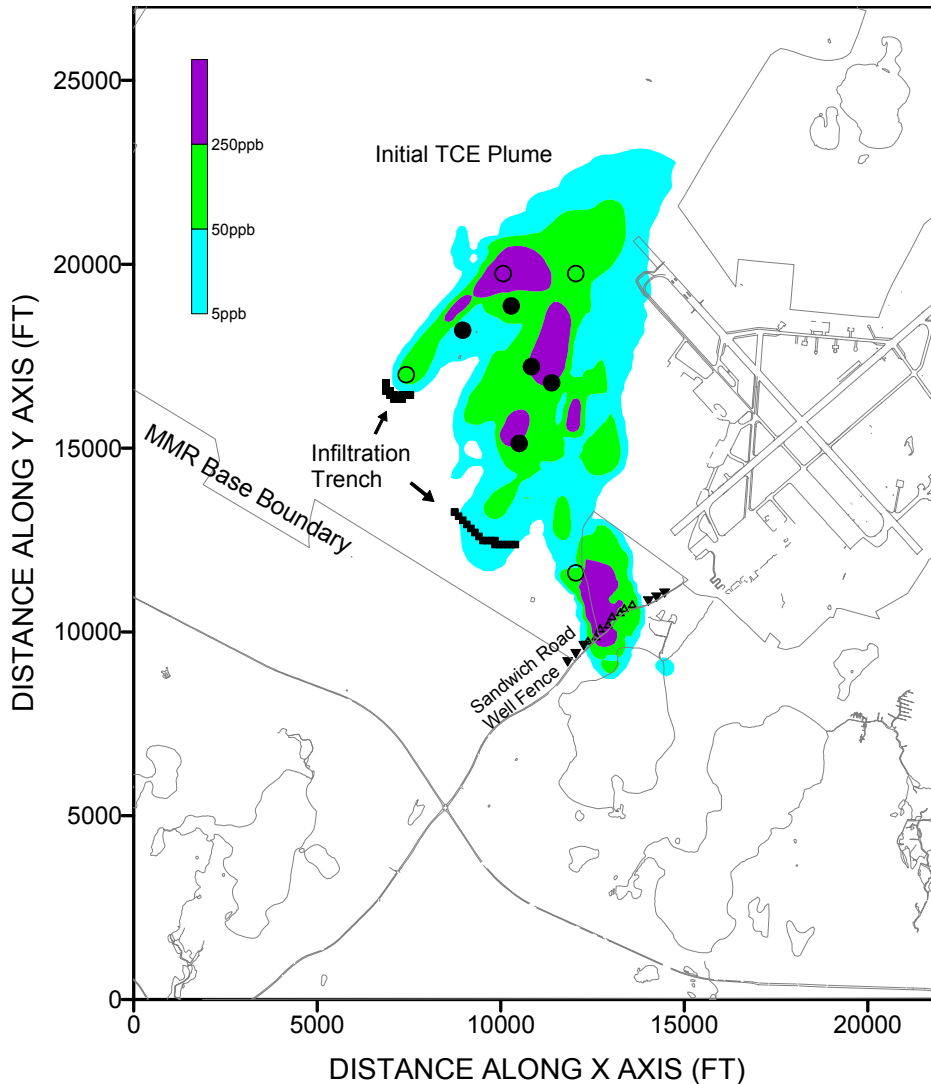 25000
20000
15000
10000
5000
0
DISTANCE ALONG Y AXIS (FT)
250ppb
50ppb
5ppb
Initial TCE Plume
Infiltration
Trench
MMR Base Boundary
Sandwich Road
Well Fence
0
5000
10000
15000
20000
DISTANCE ALONG X AXIS (FT)